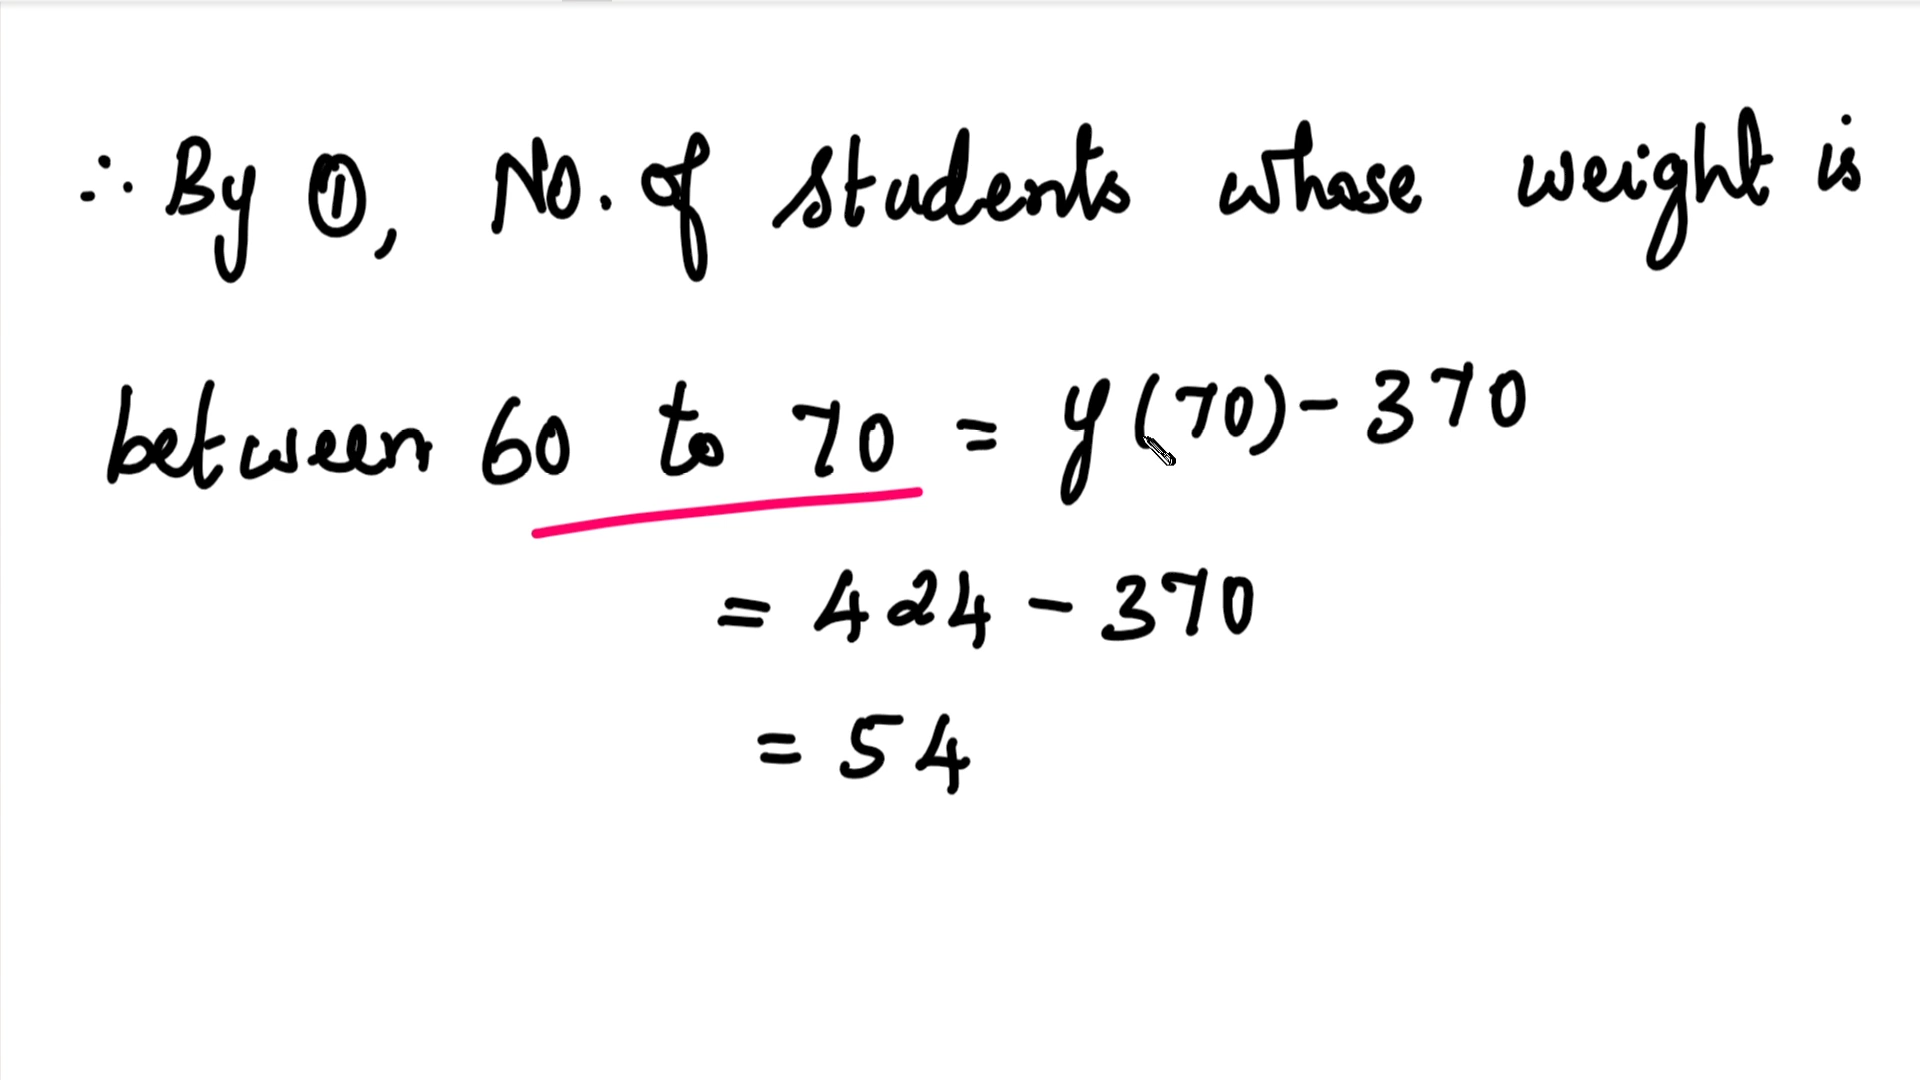 ∴ By ①, No. of students whose weight is
between 60 to 70 = y(70) - 370
= 424 - 370
= 54